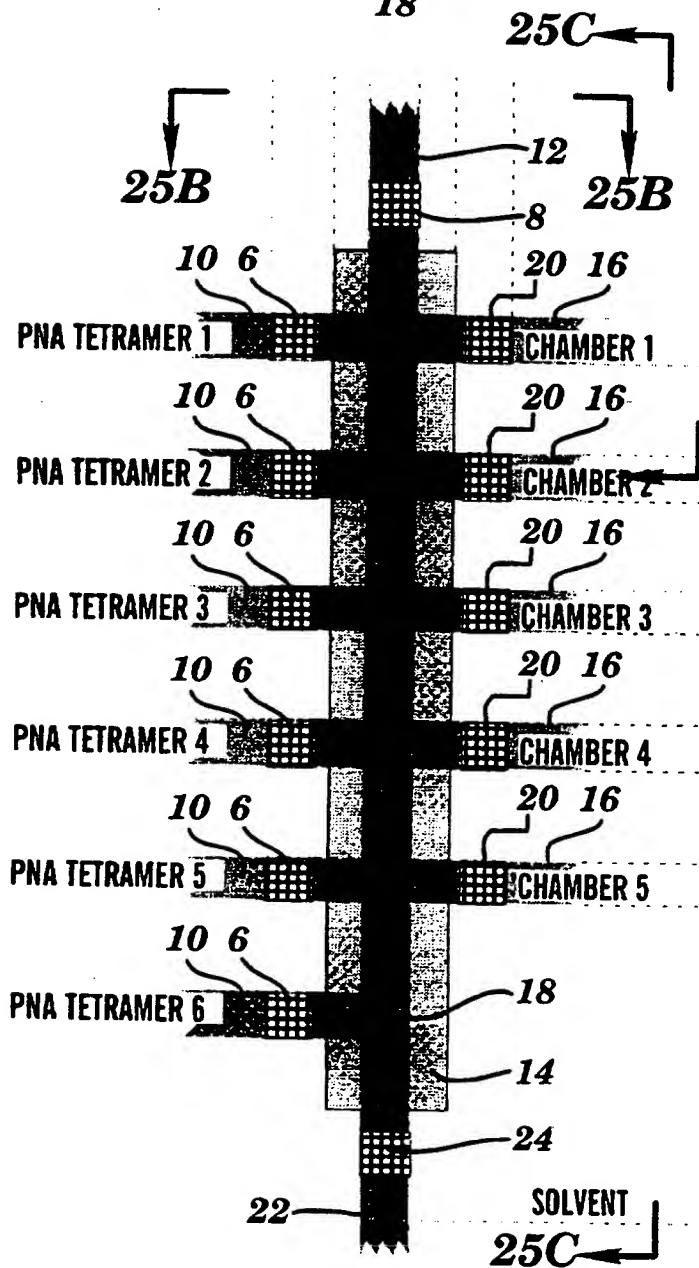 18
25C
12
25B 25B
8
10 6 20 16
PNA TETRAMER 1 CHAMBER 1
10 6 20 16
PNA TETRAMER 2 CHAMBER 2
10 6 20 16
PNA TETRAMER 3 CHAMBER 3
10 6 20 16
PNA TETRAMER 4 CHAMBER 4
10 6 20 16
PNA TETRAMER 5 CHAMBER 5
10 6
PNA TETRAMER 6
18
14
24
SOLVENT
22
25C